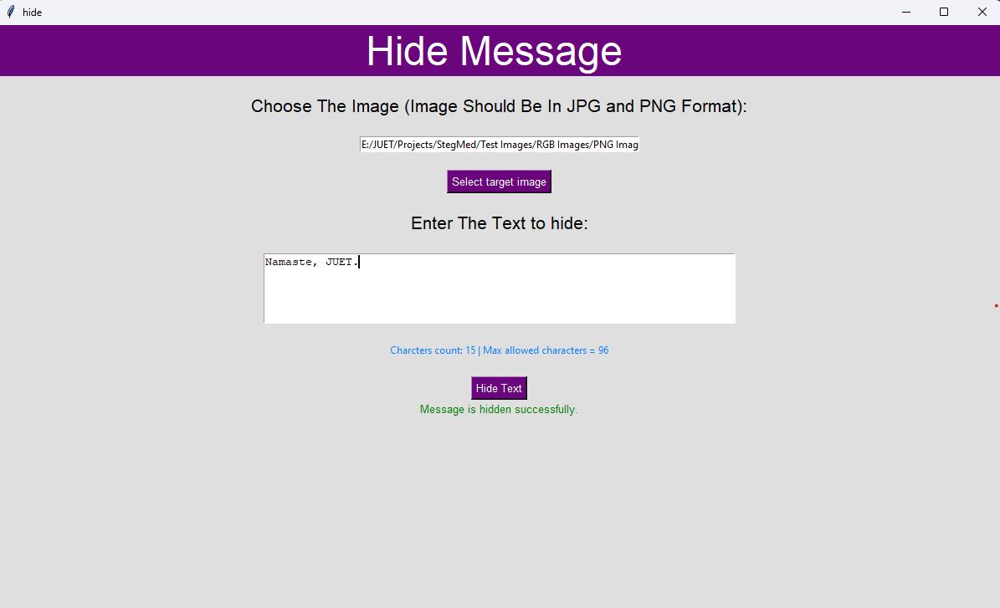 hide
Hide Message
Choose The Image (Image Should Be In JPG and PNG Format):
E:/JUET/Projects/StegMed/Test Images/RGB Images/PNG Imag
Select target image
Enter The Text to hide:
Namaste, JUET.
Charcters count: 15 | Max allowed characters = 96
Hide Text
Message is hidden successfully.